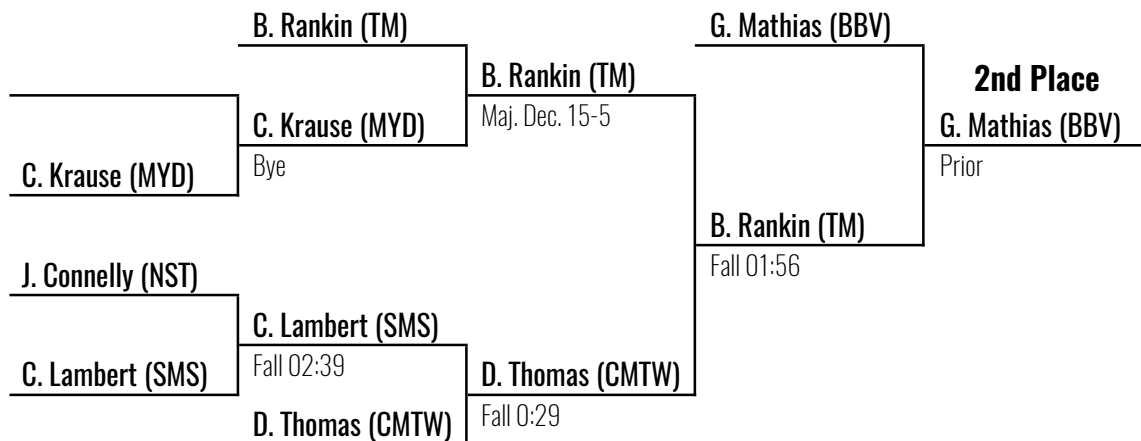 B. Rankin (TM)
G. Mathias (BBV)
B. Rankin (TM)
2nd Place
C. Krause (MYD)
Maj. Dec. 15-5
G. Mathias (BBV)
C. Krause (MYD)
Bye
Prior
B. Rankin (TM)
J. Connelly (NST)
Fall 01:56
C. Lambert (SMS)
C. Lambert (SMS)
Fall 02:39
D. Thomas (CMTW)
D. Thomas (CMTW)
Fall 0:29